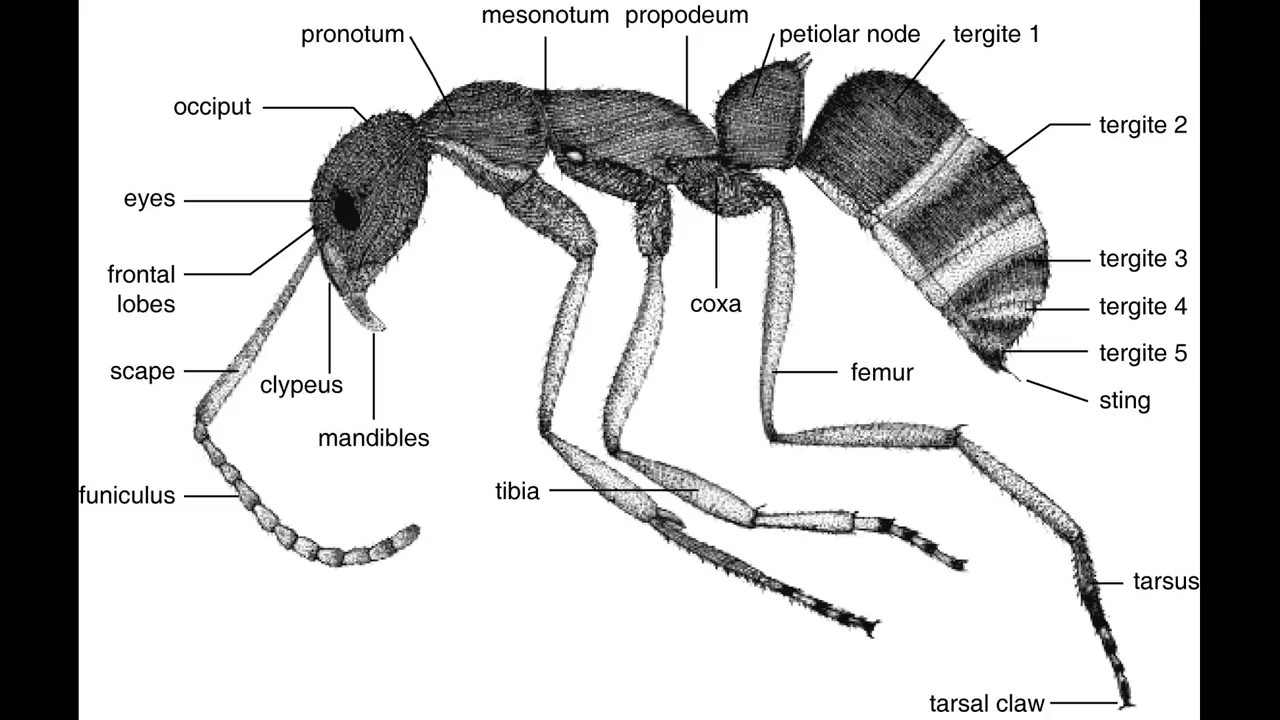 mesonotum
propodeum
pronotum
petiolar node
tergite 1
occiput
tergite 2
eyes
tergite 3
frontal
lobes
coxa
tergite 4
tergite 5
scape
clypeus
femur
sting
mandibles
funiculus
tibia
tarsus
tarsal claw